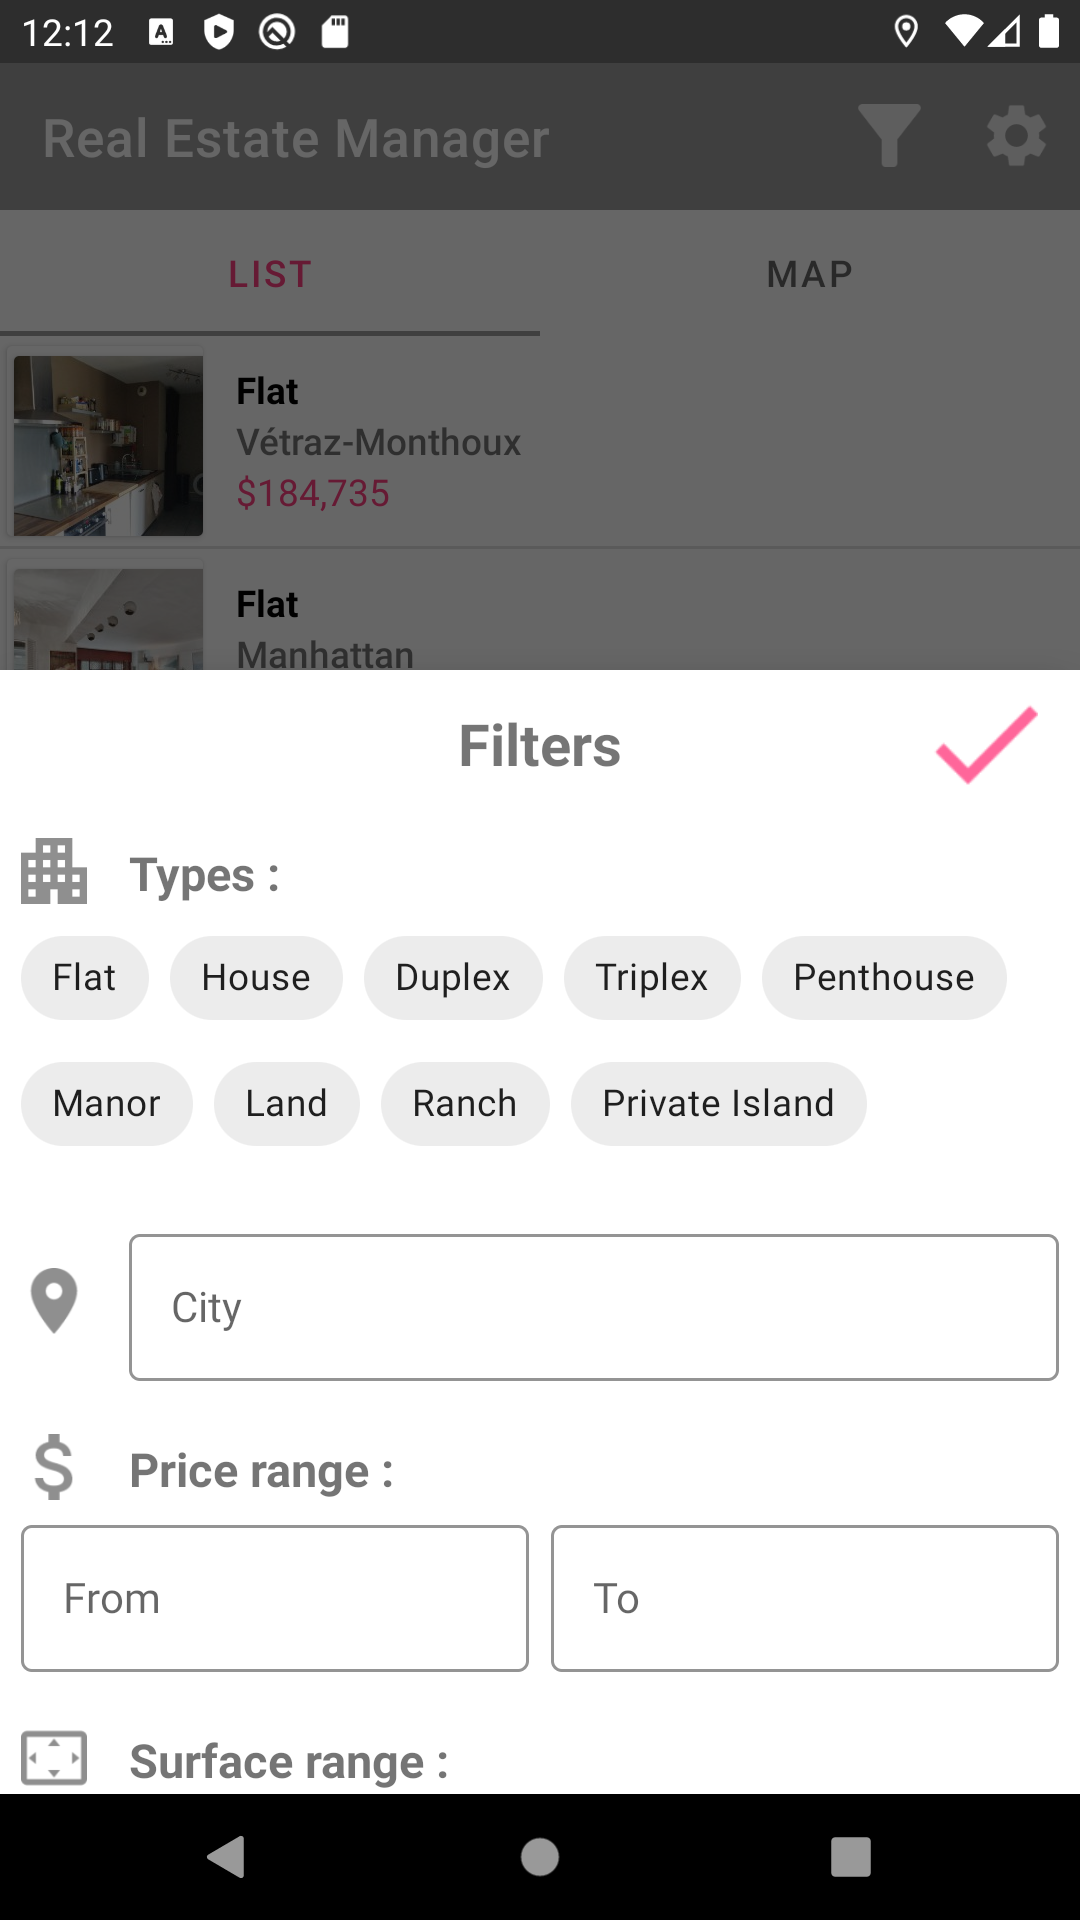 12:12
Real Estate Manager
LIST MAP
Flat
Vétraz-Monthoux
$184,735
Flat
Manhattan
Filters
Types :
Flat House Duplex Triplex Penthouse
Manor Land Ranch Private Island
City
Price range :
From To
Surface range :